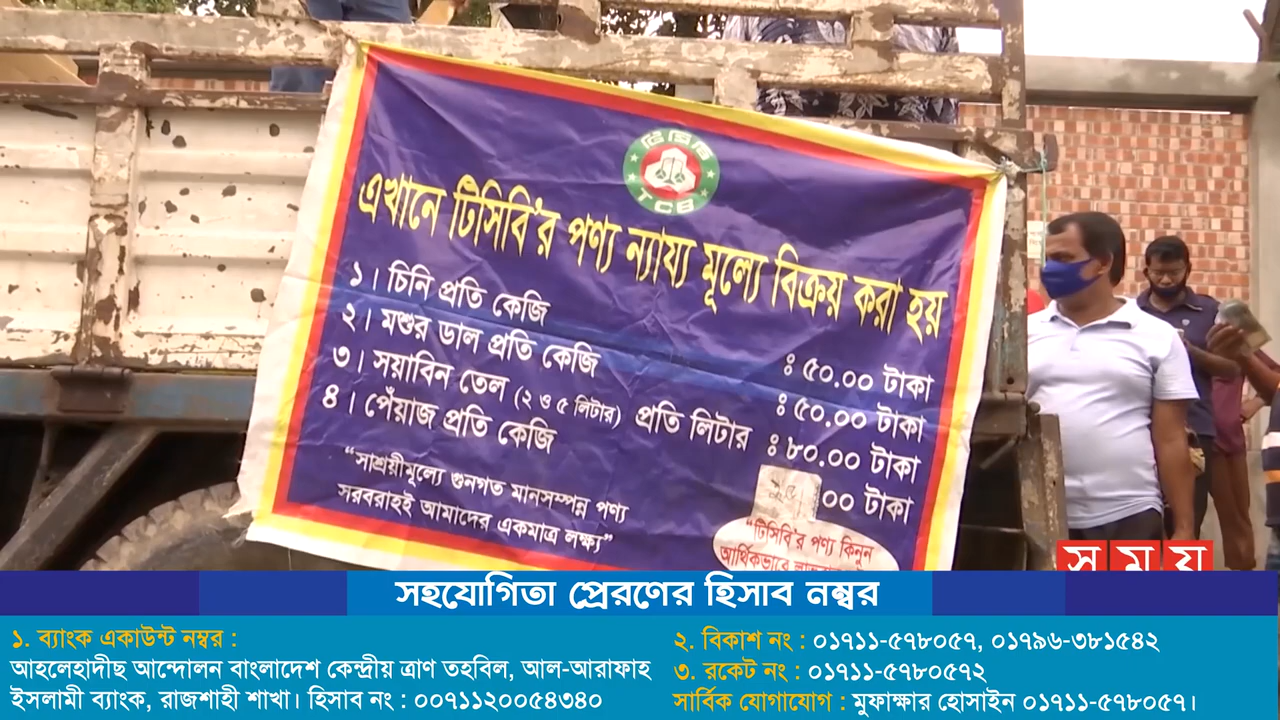 টিসিবি
TCB
এখানে টিসিবি'র পণ্য ন্যায্য মূল্যে বিক্রয় করা হয়
১। চিনি প্রতি কেজি : ৫০.০০ টাকা
২। মশুর ডাল প্রতি কেজি : ৫০.০০ টাকা
৩। সয়াবিন তেল (২ ও ৫ লিটার) প্রতি লিটার : ৮০.০০ টাকা
৪। পেঁয়াজ প্রতি কেজি ০০ টাকা
“সাশ্রয়ীমূল্যে গুনগত মানসম্পন্ন পণ্য
সরবরাহই আমাদের একমাত্র লক্ষ্য”
“টিসিবি'র পণ্য কিনুন
আর্থিকভাবে
সময়
সহযোগিতা প্রেরণের হিসাব নম্বর
১. ব্যাংক একাউন্ট নম্বর :
আহলেহাদীছ আন্দোলন বাংলাদেশ কেন্দ্রীয় ত্রাণ তহবিল, আল-আরাফাহ
ইসলামী ব্যাংক, রাজশাহী শাখা। হিসাব নং : ০০৭১১২০০৫৪৩৪০
২. বিকাশ নং : ০১৭১১-৫৭৮০৫৭, ০১৭৯৬-৩৮১৫৪২
৩. রকেট নং : ০১৭১১-৫৭৮০৫৭২
সার্বিক যোগাযোগ : মুফাক্ষার হোসাইন ০১৭১১-৫৭৮০৫৭।